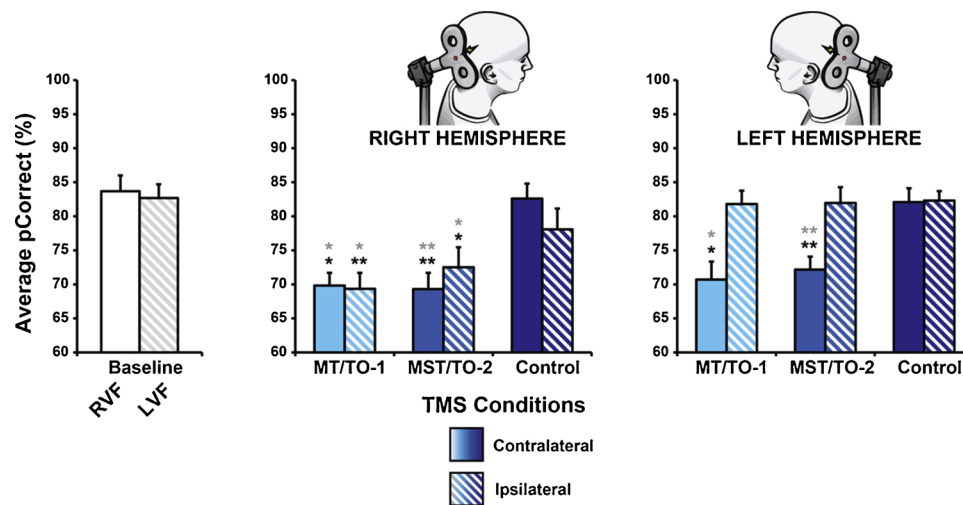 RIGHT HEMISPHERE
LEFT HEMISPHERE
Average pCorrect (%)
100
95
90
85
80
75
70
65
60
Baseline
RVF
LVF
100
95
90
85
80
75
70
65
60
*
*
*
**
**
**
*
*
MT/TO-1
MST/TO-2
Control
100
95
90
85
80
75
70
65
60
*
*
**
**
MT/TO-1
MST/TO-2
Control
TMS Conditions
Contralateral
Ipsilateral